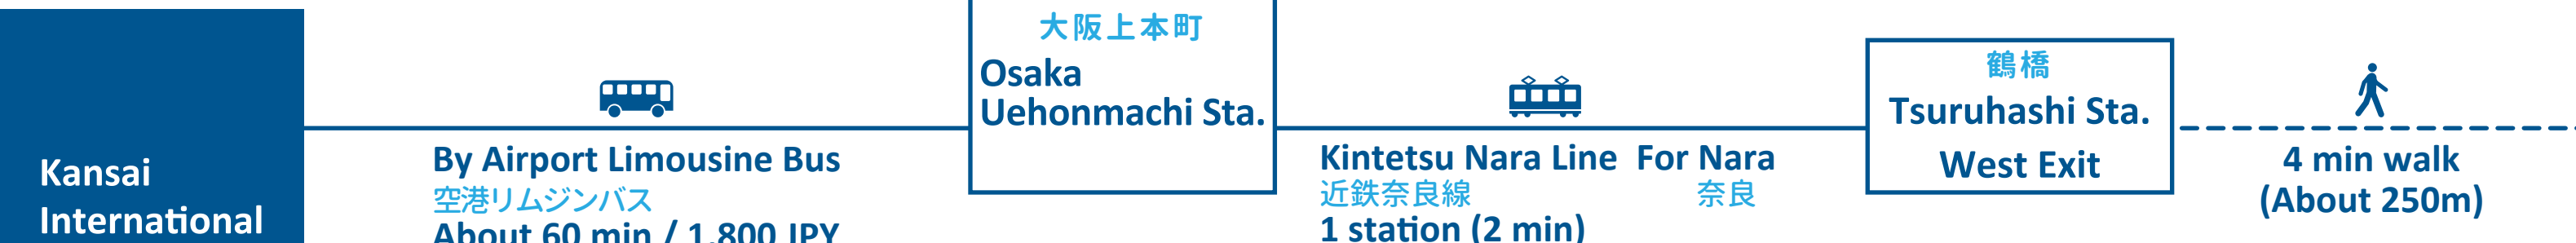 Kansai
International
By Airport Limousine Bus
空港リムジンバス
About 60 min / 1,800 JPY
大阪上本町
Osaka
Uehonmachi Sta.
Kintetsu Nara Line For Nara
近鉄奈良線 奈良
1 station (2 min)
鶴橋
Tsuruhashi Sta.
West Exit
4 min walk
(About 250m)